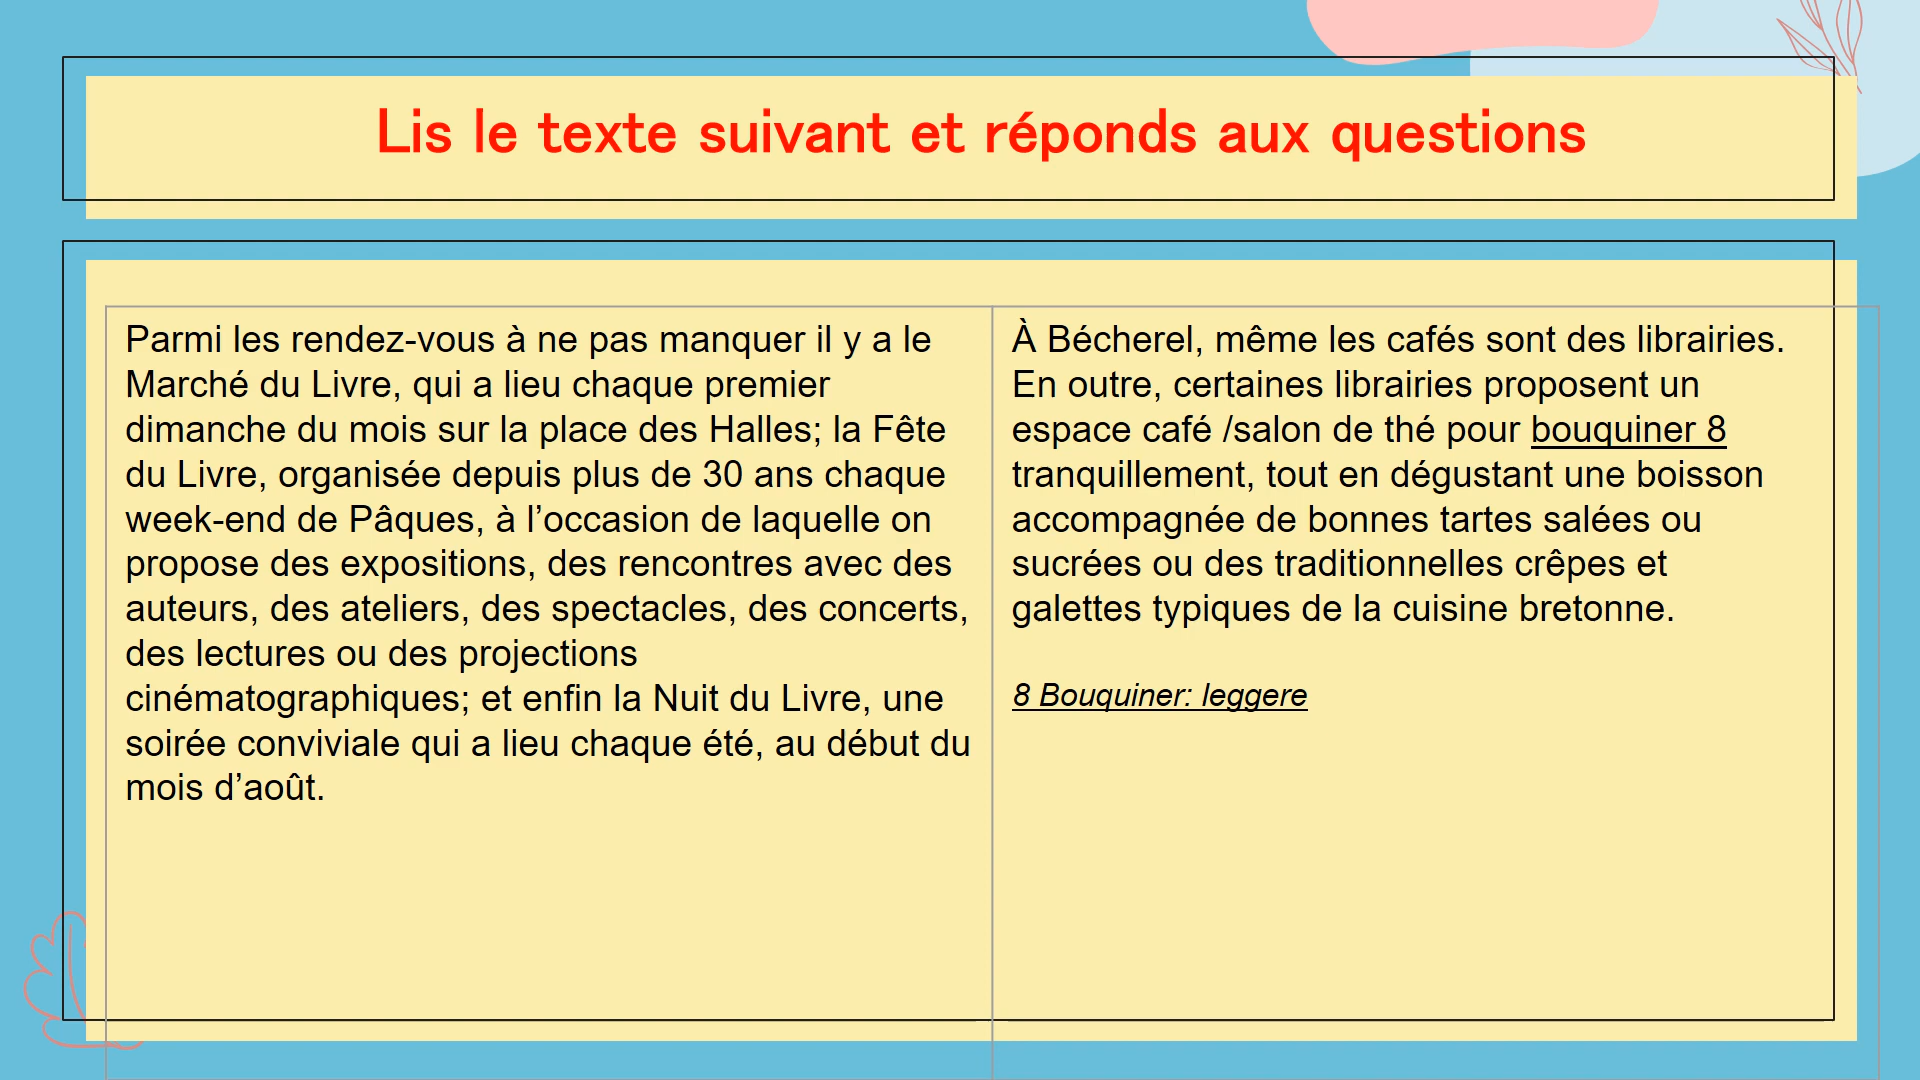 Lis le texte suivant et réponds aux questions
Parmi les rendez-vous à ne pas manquer il y a le
Marché du Livre, qui a lieu chaque premier
dimanche du mois sur la place des Halles; la Fête
du Livre, organisée depuis plus de 30 ans chaque
week-end de Pâques, à l’occasion de laquelle on
propose des expositions, des rencontres avec des
auteurs, des ateliers, des spectacles, des concerts,
des lectures ou des projections
cinématographiques; et enfin la Nuit du Livre, une
soirée conviviale qui a lieu chaque été, au début du
mois d’août.
À Bécherel, même les cafés sont des librairies.
En outre, certaines librairies proposent un
espace café /salon de thé pour bouquiner 8
tranquillement, tout en dégustant une boisson
accompagnée de bonnes tartes salées ou
sucrées ou des traditionnelles crêpes et
galettes typiques de la cuisine bretonne.
8 Bouquiner: leggere